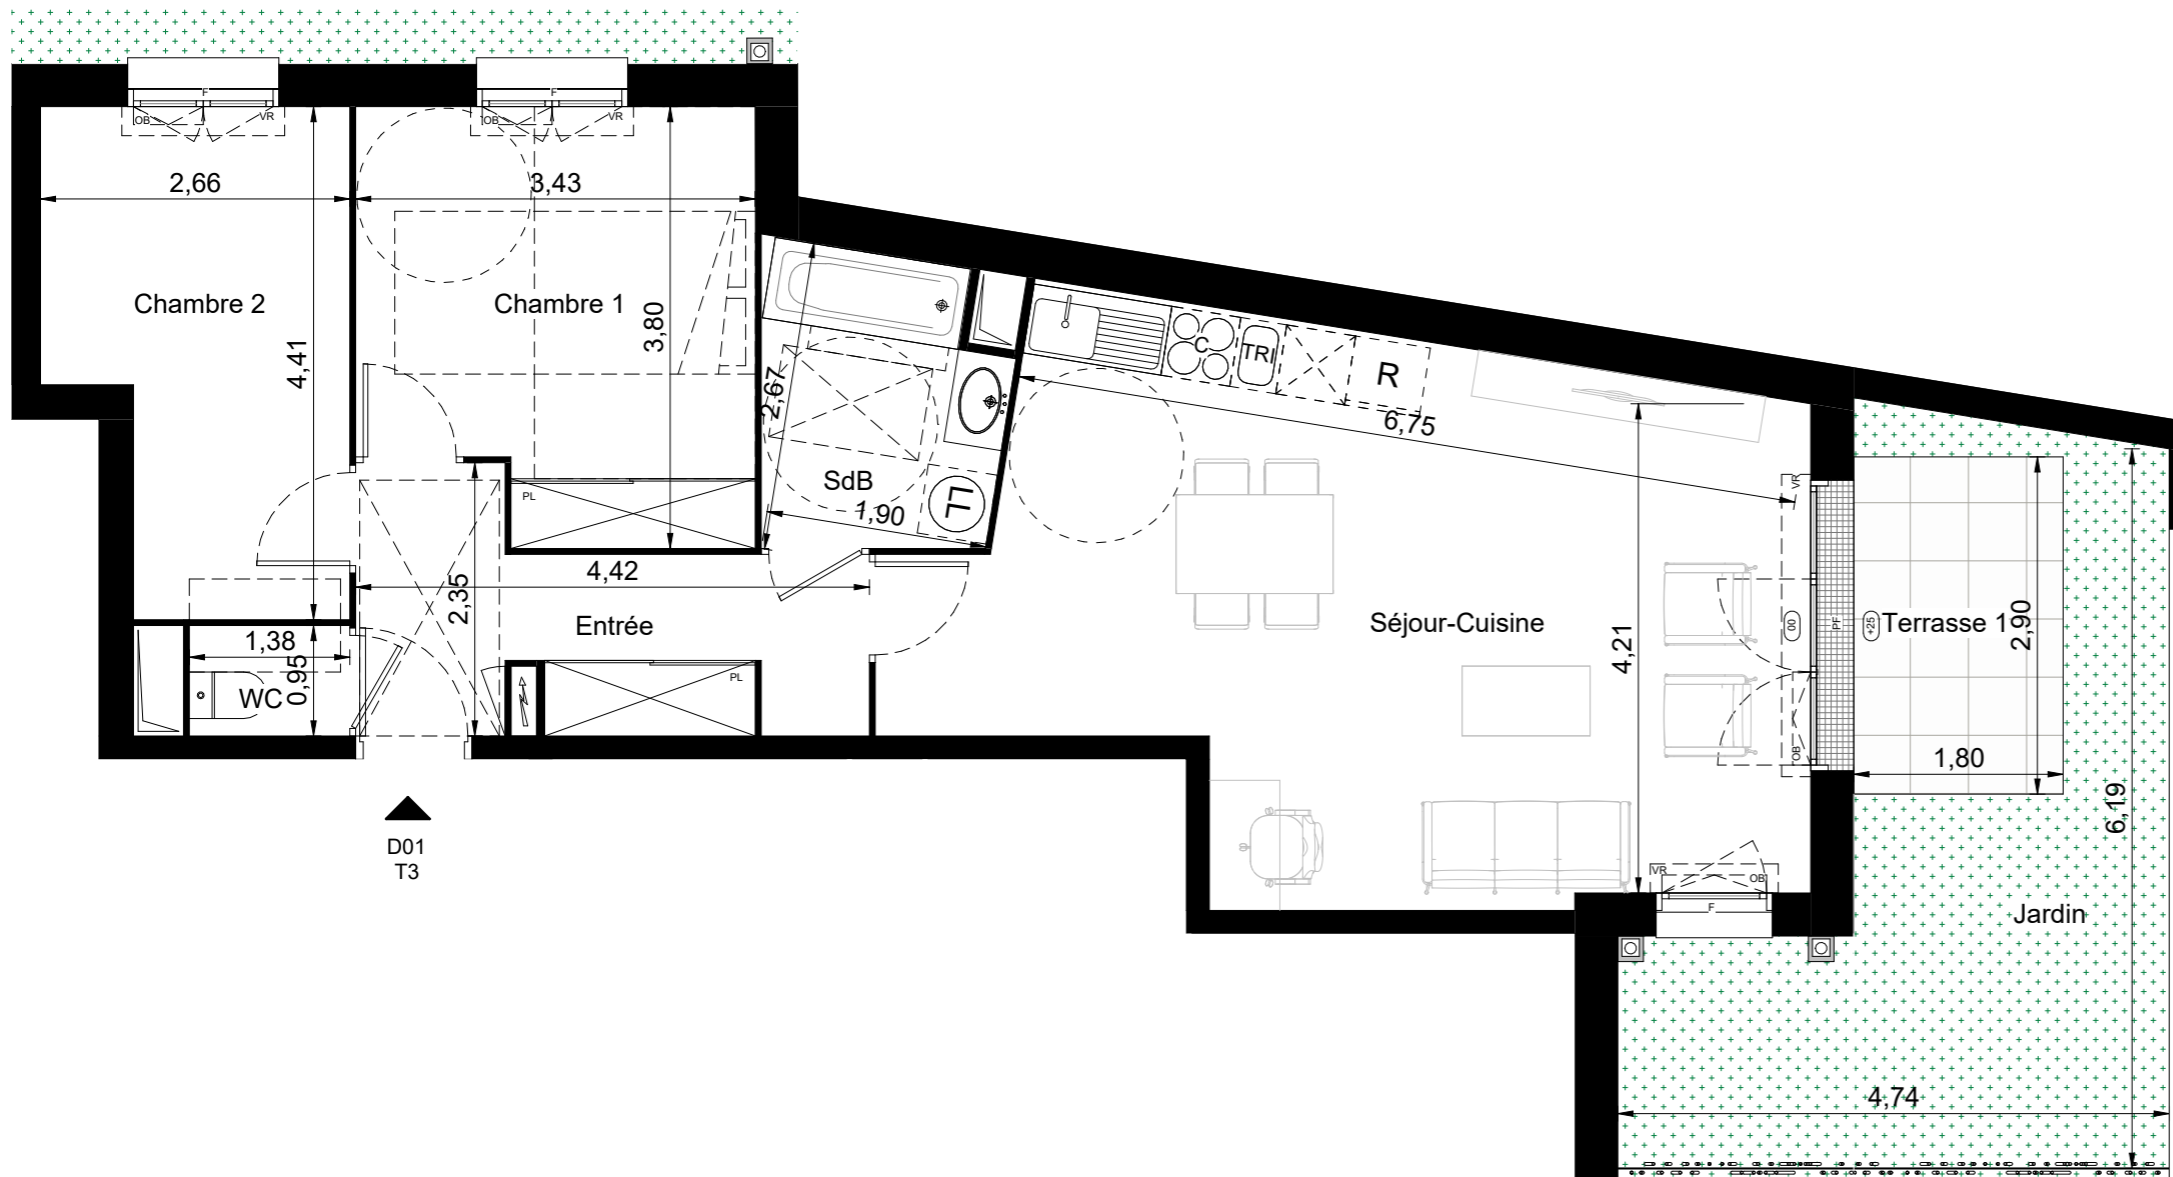 F
F
OB
VR
OB
VR
2,66
3,43
Chambre 2
Chambre 1
4,41
3,80
2,67
C
TRI
R
6,75
SdB
1,90
LL
PL
VR
4,42
2,35
Entrée
Séjour-Cuisine
4,21
00
PF
+25
Terrasse 1
2,90
1,38
0,95
WC
PL
OB
1,80
6,19
D01
T3
VR
OB
F
Jardin
4,74